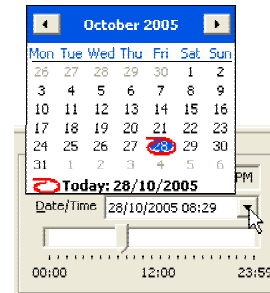 October 2005
Mon Tue Wed Thu Fri Sat Sun
26 27 28 29 30 1 2
3 4 5 6 7 8 9
10 11 12 13 14 15 16
17 18 19 20 21 22 23
24 25 26 27 28 29 30
31 1 2 3 4 5 6
Today: 28/10/2005
PM
Date/Time 28/10/2005 08:29
00:00 12:00 23:59